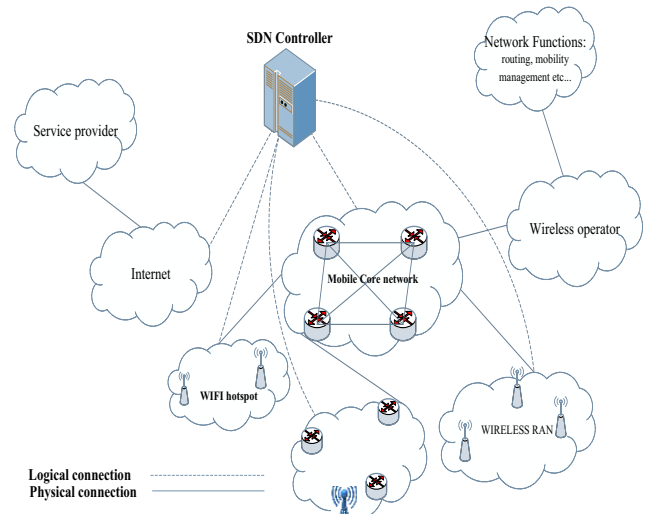 SDN Controller
Network Functions:
routing, mobility
management etc...
Service provider
Wireless operator
Internet
Mobile Core network
WIFI hotspot
WIRELESS RAN
Logical connection
Physical connection